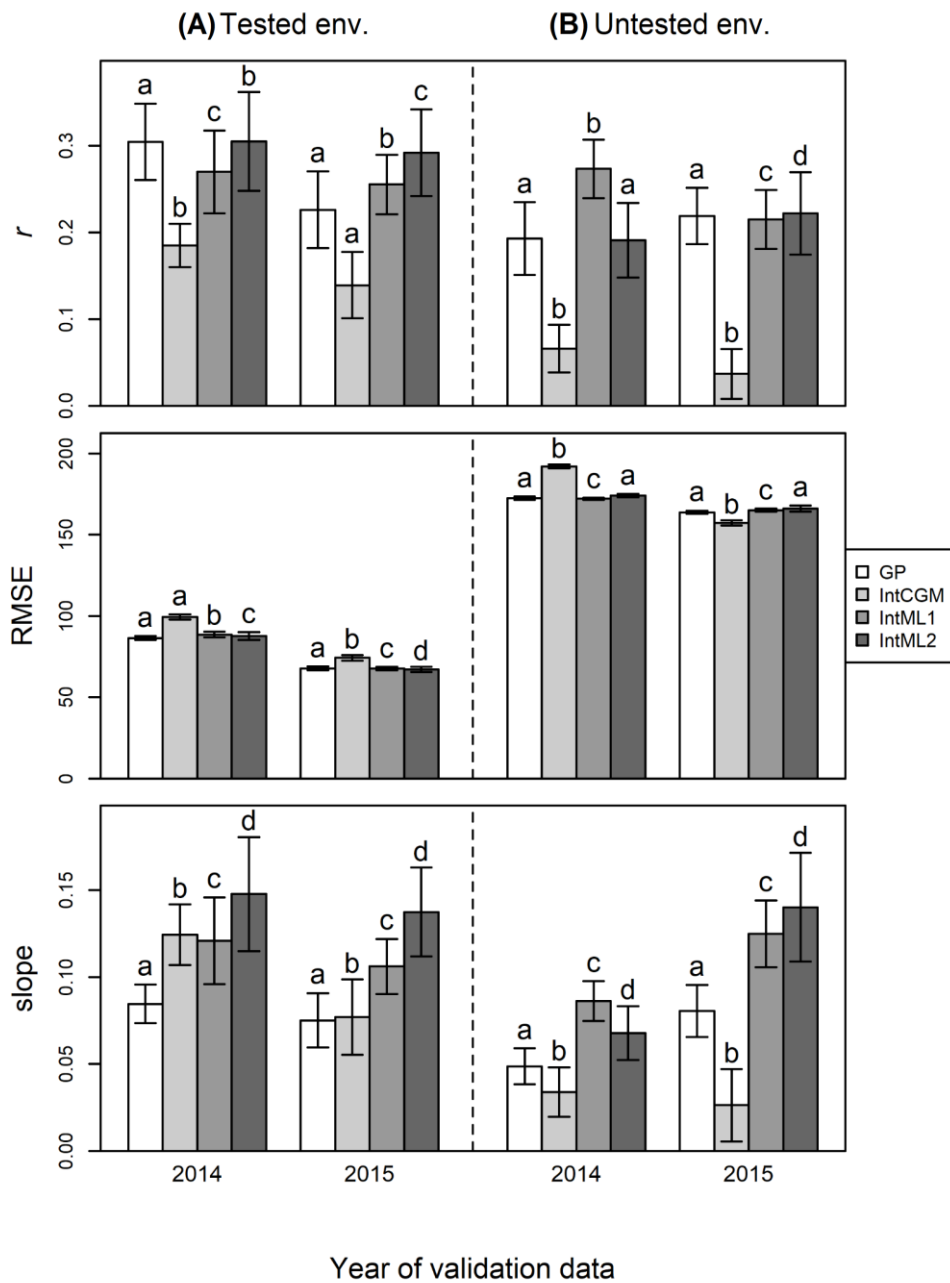 (A) Tested env. (B) Untested env.
r
0.0 0.1 0.2 0.3
a b c b a a b c a b b a a b c d
RMSE
0 50 100 150 200
a a b c a b c d a b c a a b c a
GP
IntCGM
IntML1
IntML2
slope
0.00 0.05 0.10 0.15
a b c d a b c d a b c d a b c d
2014 2015 2014 2015
Year of validation data